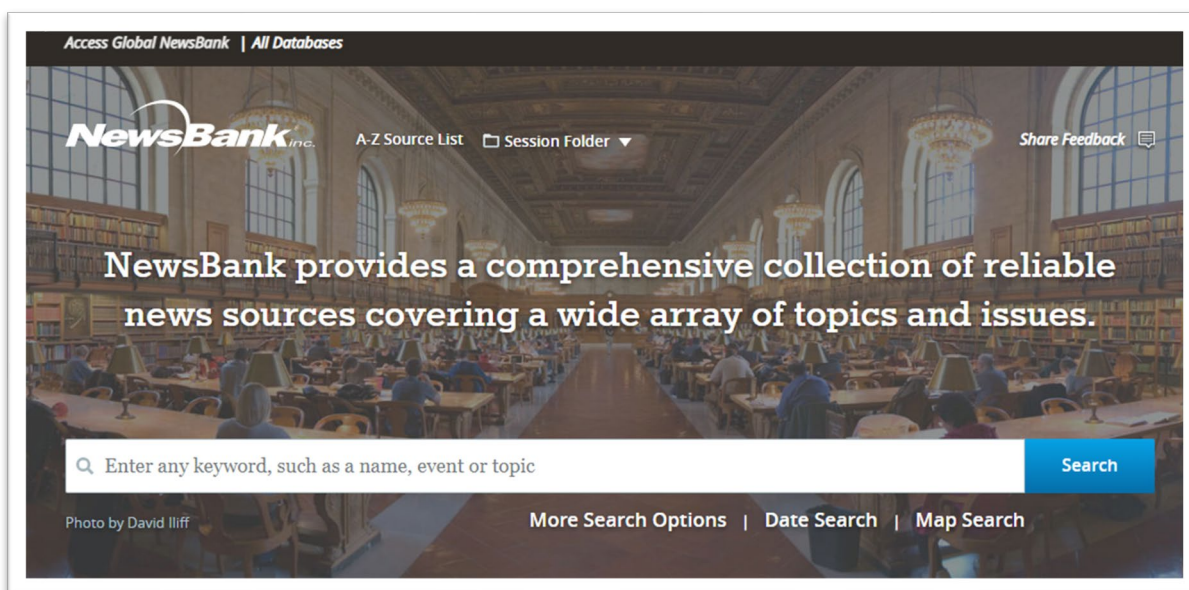 Access Global NewsBank | All Databases
NewsBank inc.
A-Z Source List Session Folder
Share Feedback
NewsBank provides a comprehensive collection of reliable
news sources covering a wide array of topics and issues.
Enter any keyword, such as a name, event or topic
Search
Photo by David Iliff
More Search Options | Date Search | Map Search